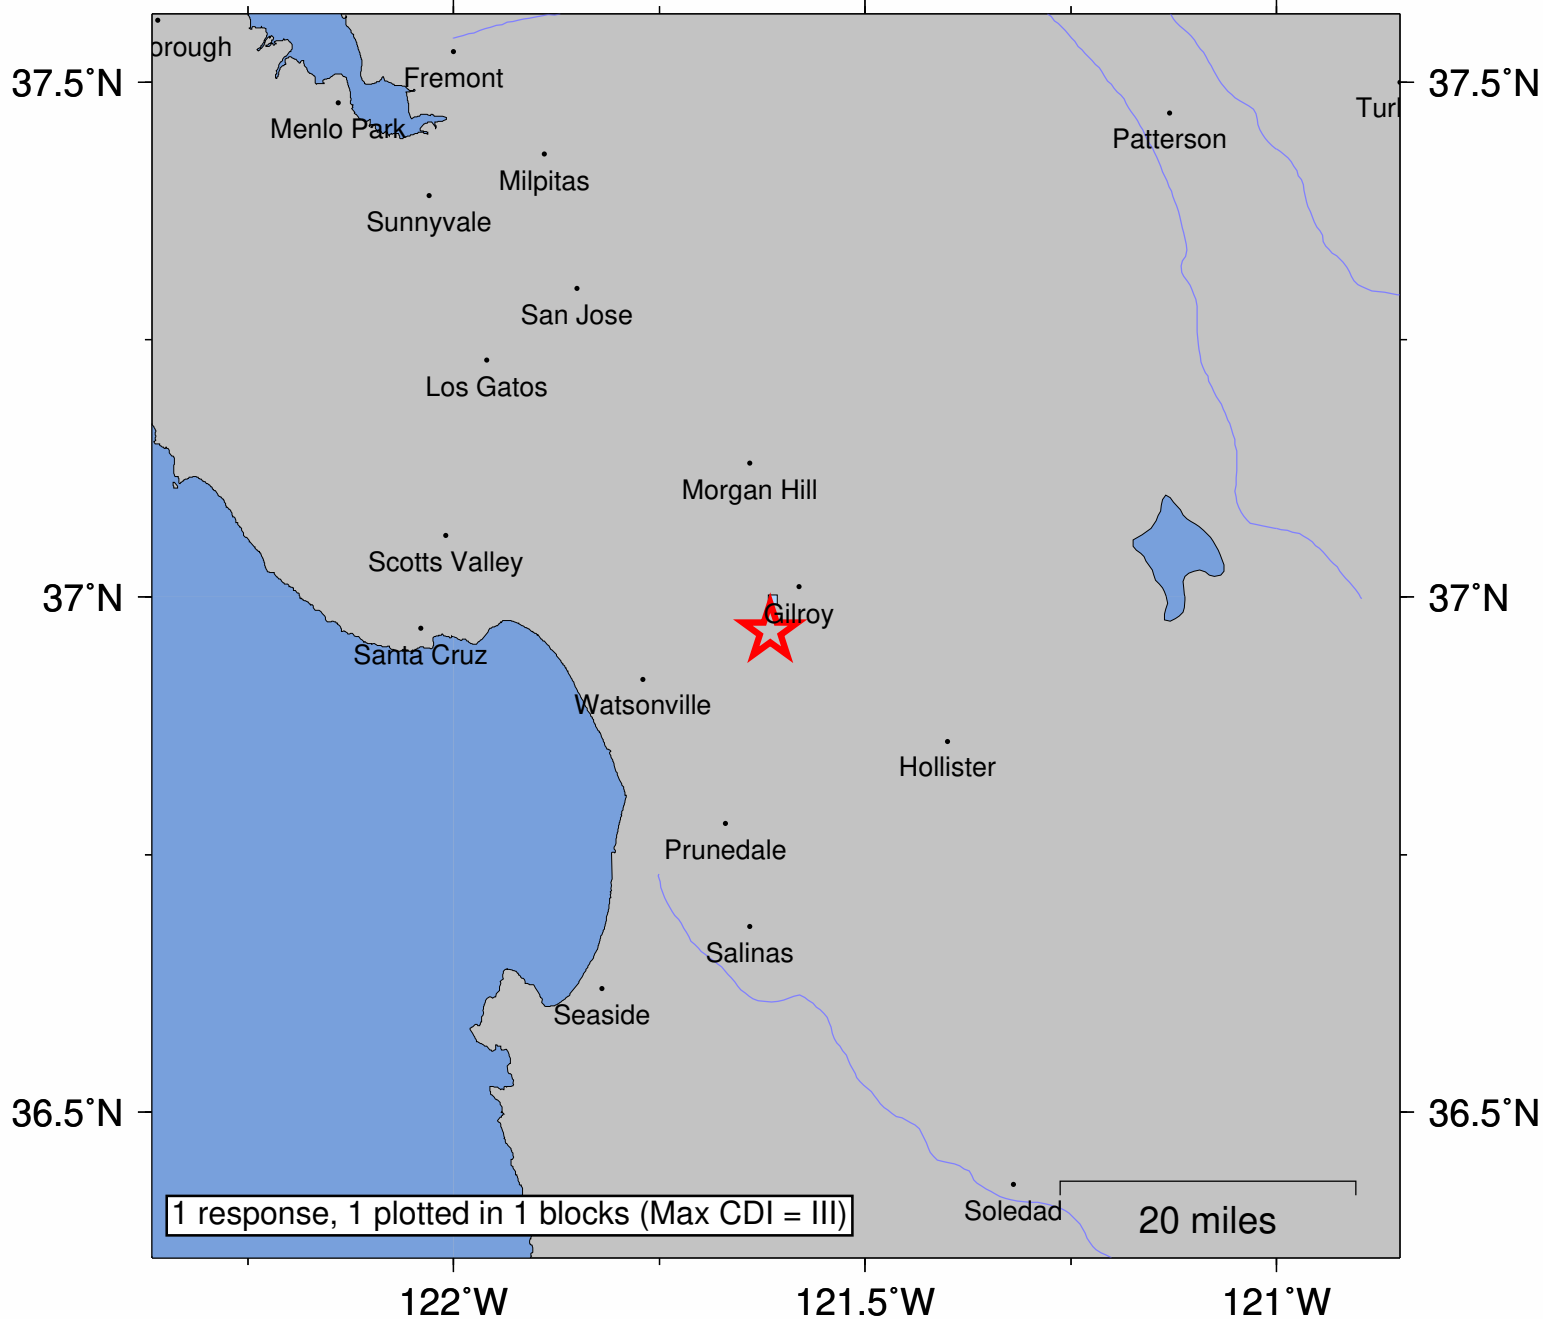 orough
Fremont
37.5°N
37.5°N
Menlo Park
Turl
Patterson
Milpitas
Sunnyvale
San Jose
Los Gatos
Morgan Hill
Scotts Valley
37°N
37°N
Gilroy
Santa Cruz
Watsonville
Hollister
Prunedale
Salinas
Seaside
36.5°N
36.5°N
1 response, 1 plotted in 1 blocks (Max CDI = III)
Soledad
20 miles
122°W
121.5°W
121°W